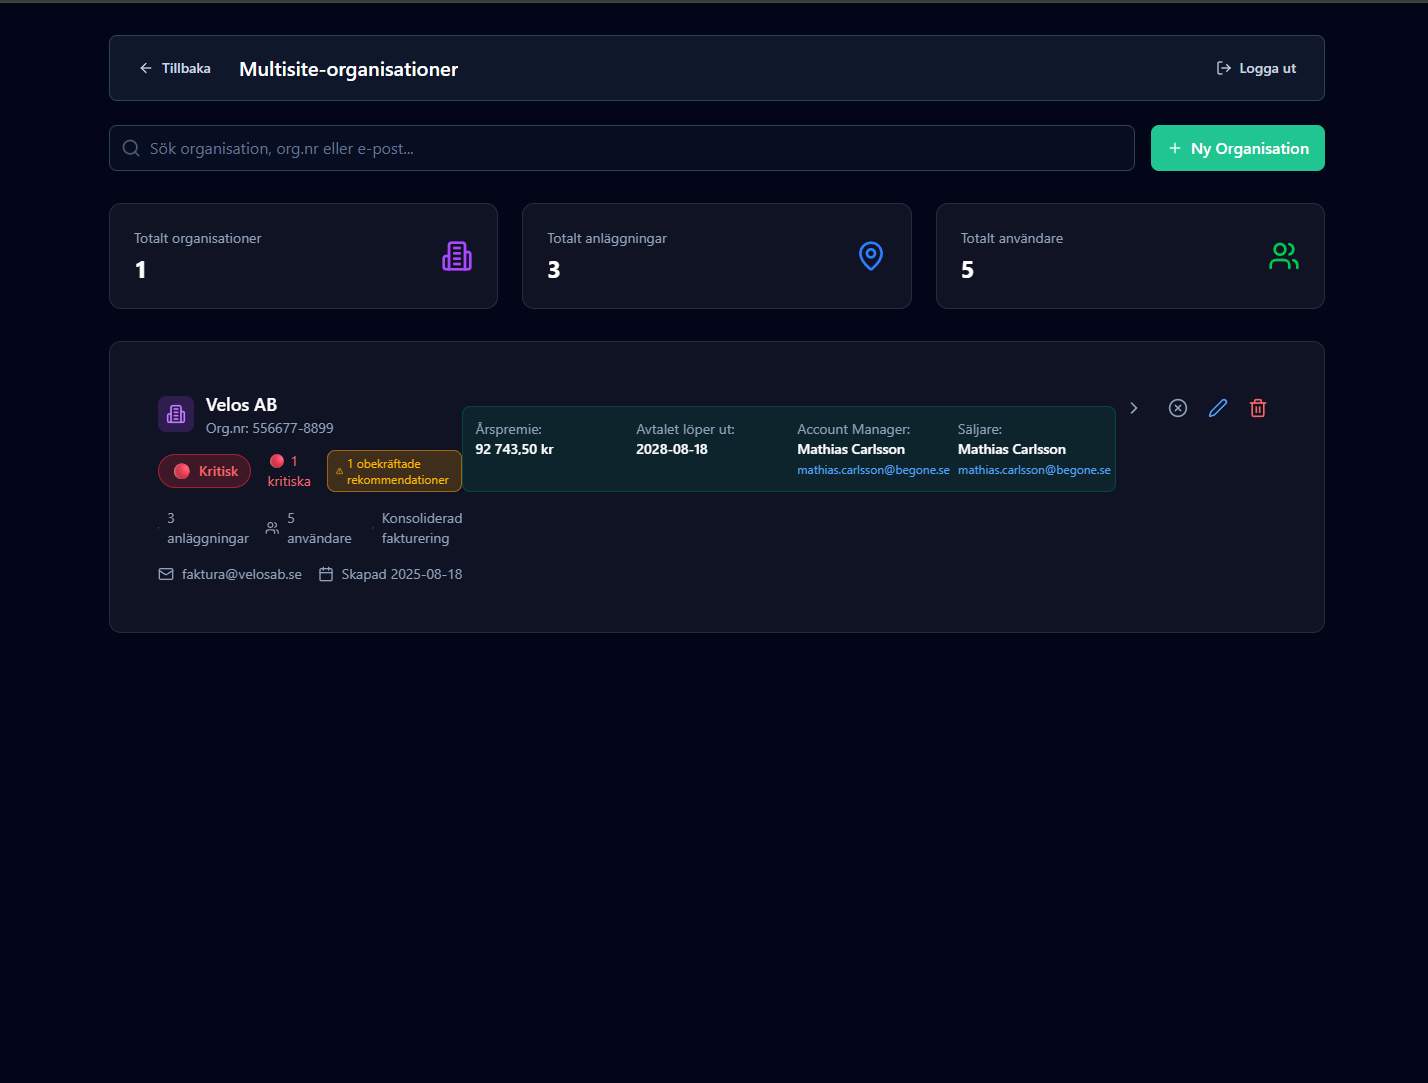 Tillbaka
Multisite-organisationer
Logga ut
Sök organisation, org.nr eller e-post...
Ny Organisation
Totalt organisationer
1
Totalt anläggningar
3
Totalt användare
5
Velos AB
Org.nr: 556677-8899
Kritisk
1
kritiska
1 obekräftade
rekommendationer
Årspremie:
92 743,50 kr
Avtalet löper ut:
2028-08-18
Account Manager:
Mathias Carlsson
mathias.carlsson@begone.se
Säljare:
Mathias Carlsson
mathias.carlsson@begone.se
3
anläggningar
5
användare
Konsoliderad
fakturering
faktura@velosab.se
Skapad 2025-08-18